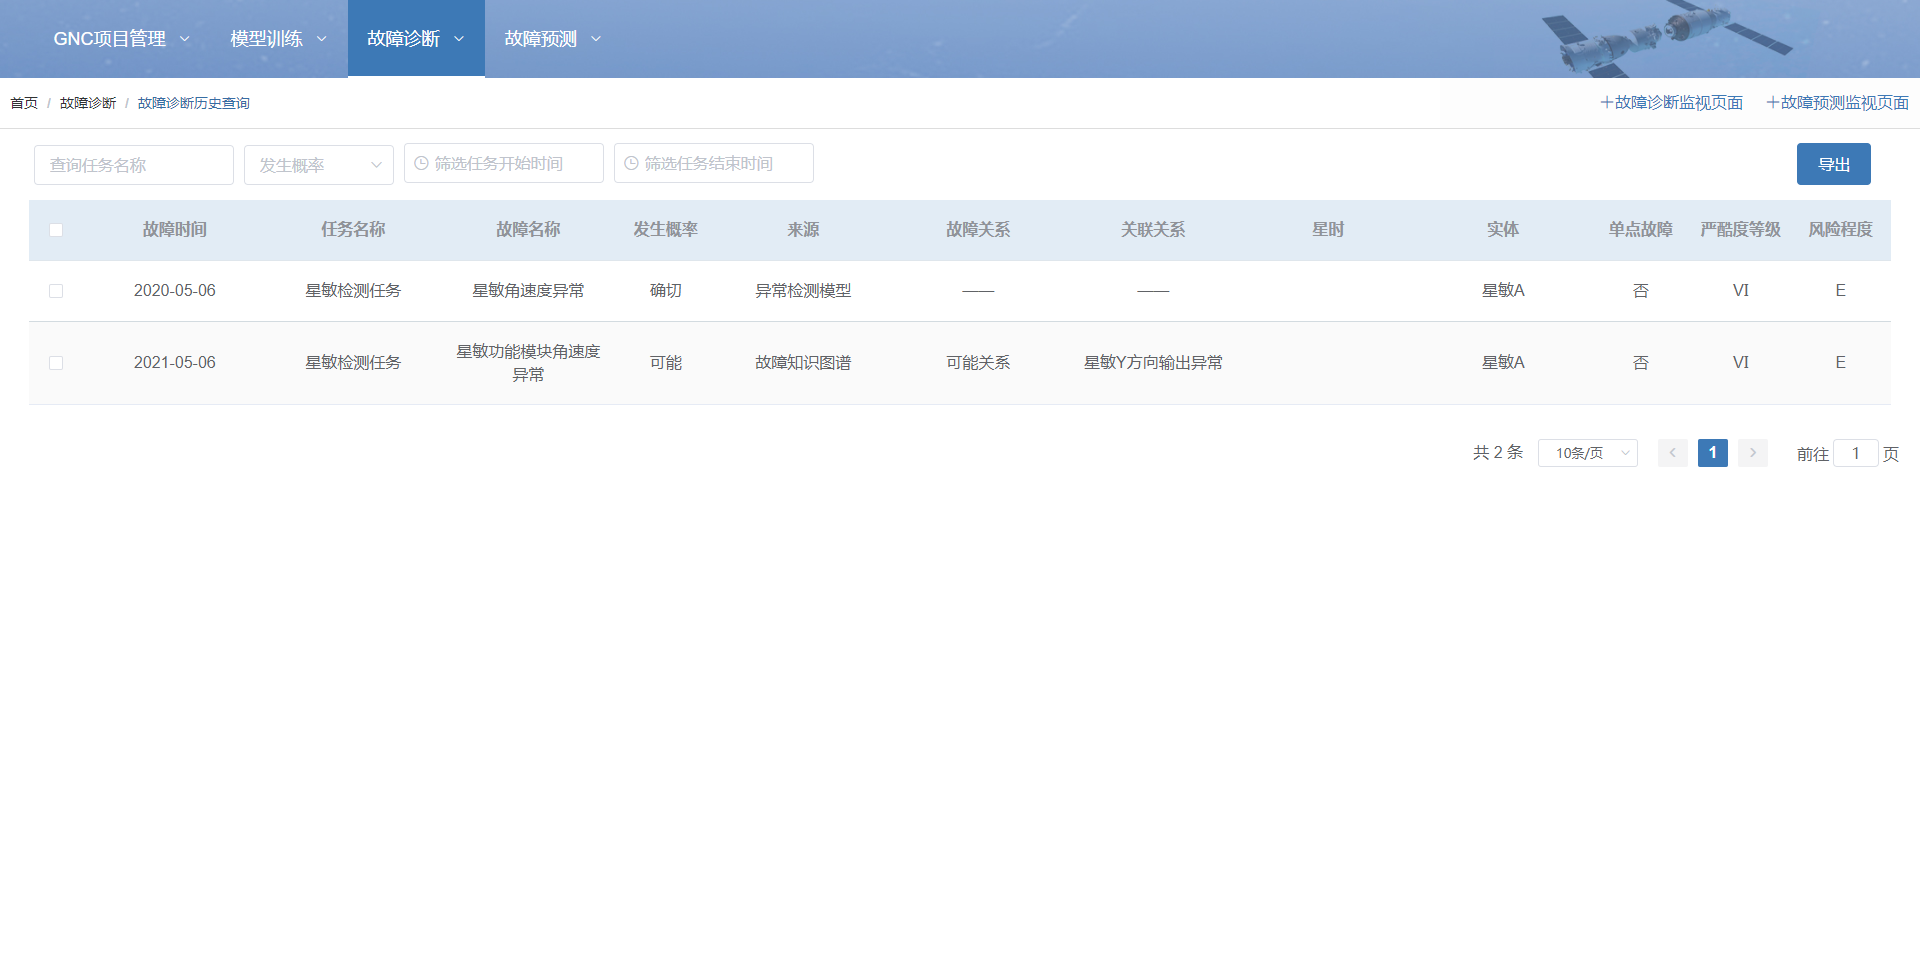 GNC项目管理 模型训练 故障诊断 故障预测
首页 / 故障诊断 / 故障诊断历史查询 +故障诊断监视页面 +故障预测监视页面
查询任务名称 发生概率 筛选任务开始时间 筛选任务结束时间 导出
故障时间 任务名称 故障名称 发生概率 来源 故障关系 关联关系 星时 实体 单点故障 严酷度等级 风险程度
2020-05-06 星敏检测任务 星敏角速度异常 确切 异常检测模型 —— —— 星敏A 否 VI E
2021-05-06 星敏检测任务 星敏功能模块角速度异常 可能 故障知识图谱 可能关系 星敏Y方向输出异常 星敏A 否 VI E
共 2 条 10条/页 < 1 > 前往 1 页